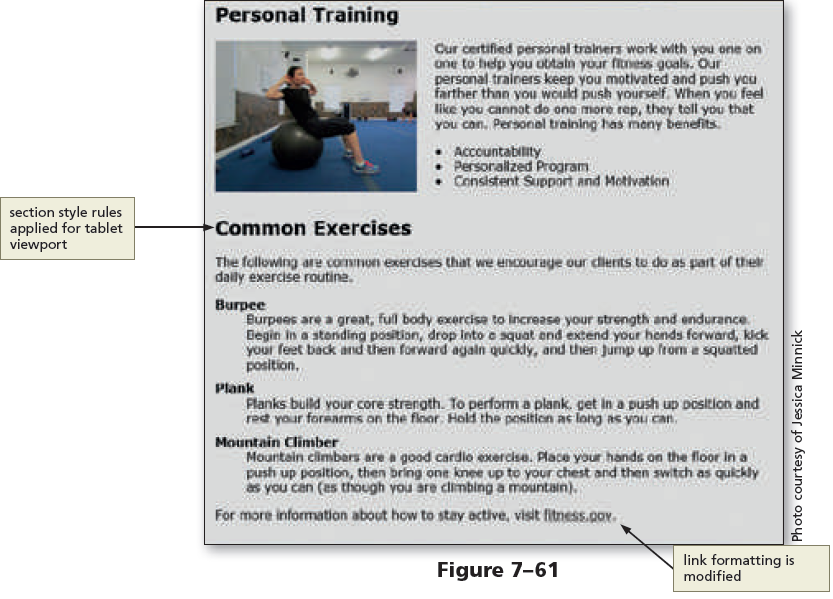 Personal Training
Our certified personal trainers work with you one on
one to help you obtain your fitness goals. Our
personal trainers keep you motivated and push you
farther than you would push yourself. When you feel
like you cannot do one more rep, they tell you that
you can. Personal training has many benefits.
• Accountability
• Personalized Program
• Consistent Support and Motivation
section style rules
applied for tablet
viewport
Common Exercises
The following are common exercises that we encourage our clients to do as part of their
daily exercise routine.
Burpee
Burpees are a great, full body exercise to increase your strength and endurance.
Begin in a standing position, drop into a squat and extend your hands forward, kick
your feet back and then forward again quickly, and then jump up from a squatted
position.
Plank
Planks build your core strength. To perform a plank, get in a push up position and
rest your forearms on the floor. Hold the position as long as you can.
Mountain Climber
Mountain climbers are a good cardio exercise. Place your hands on the floor in a
push up position, then bring one knee up to your chest and then switch as quickly
as you can (as though you are climbing a mountain).
For more information about how to stay active, visit fitness.gov.
Photo courtesy of Jessica Minnick
link formatting is
modified
Figure 7–61